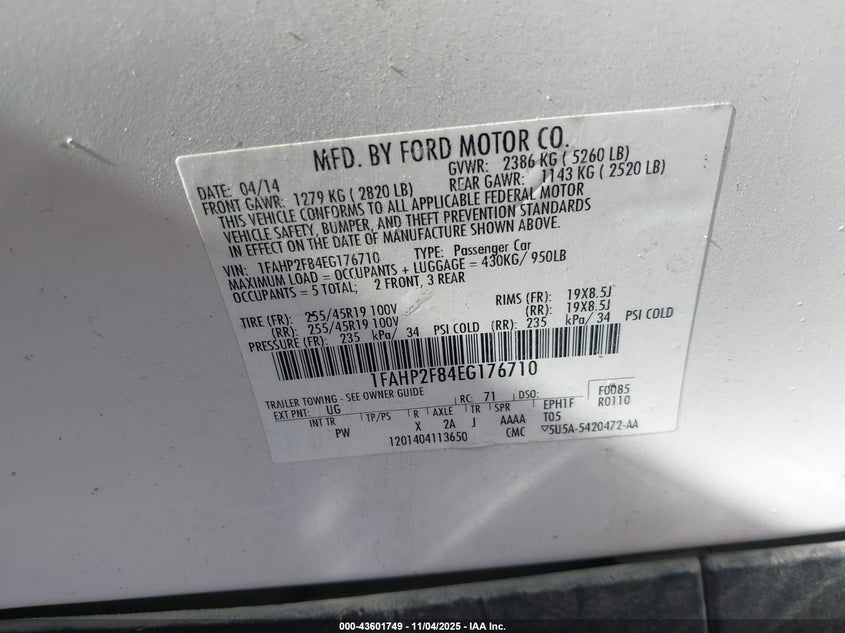 MFD. BY FORD MOTOR CO.
DATE: 04/14 GVWR: 2386 KG ( 5260 LB)
FRONT GAWR: 1279 KG ( 2820 LB) REAR GAWR: 1143 KG ( 2520 LB)
THIS VEHICLE CONFORMS TO ALL APPLICABLE FEDERAL MOTOR
VEHICLE SAFETY, BUMPER, AND THEFT PREVENTION STANDARDS
IN EFFECT ON THE DATE OF MANUFACTURE SHOWN ABOVE.
VIN: 1FAHP2F84EG176710 TYPE: Passenger Car
MAXIMUM LOAD = OCCUPANTS + LUGGAGE = 430KG/ 950LB
OCCUPANTS = 5 TOTAL; 2 FRONT, 3 REAR
TIRE (FR): 255/45R19 100V RIMS (FR): 19X8.5J
(RR): 255/45R19 100V (RR): 19X8.5J
PRESSURE (FR): 235 kPa/ 34 PSI COLD (RR): 235 kPa/ 34 PSI COLD
1FAHP2F84EG176710
TRAILER TOWING - SEE OWNER GUIDE
EXT PNT: UG RC: 71 DSO: F0085
INT TR TP/PS R AXLE TR SPR EPH1F R0110
PW X 2A J AAAA T05
1201404113650 CMC ▽5U5A-5420472-AA
000-43601749 - 11/04/2025 - IAA Inc.